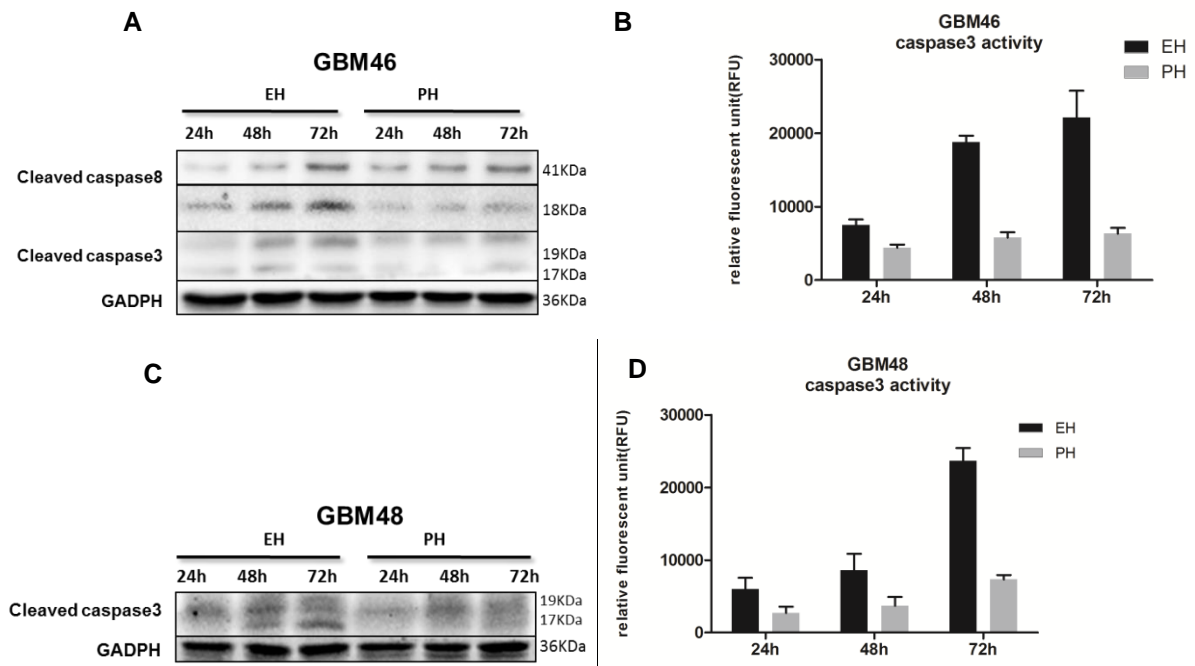 A
GBM46
EH PH
24h 48h 72h 24h 48h 72h
Cleaved caspase8
41KDa
18KDa
Cleaved caspase3
19KDa
17KDa
GADPH
36KDa
B
GBM46
caspase3 activity
EH
PH
relative fluorescent unit(RFU)
30000
20000
10000
0
24h 48h 72h
C
GBM48
EH PH
24h 48h 72h 24h 48h 72h
Cleaved caspase3
19KDa
17KDa
GADPH
36KDa
D
GBM48
caspase3 activity
EH
PH
relative fluorescent unit(RFU)
30000
20000
10000
0
24h 48h 72h